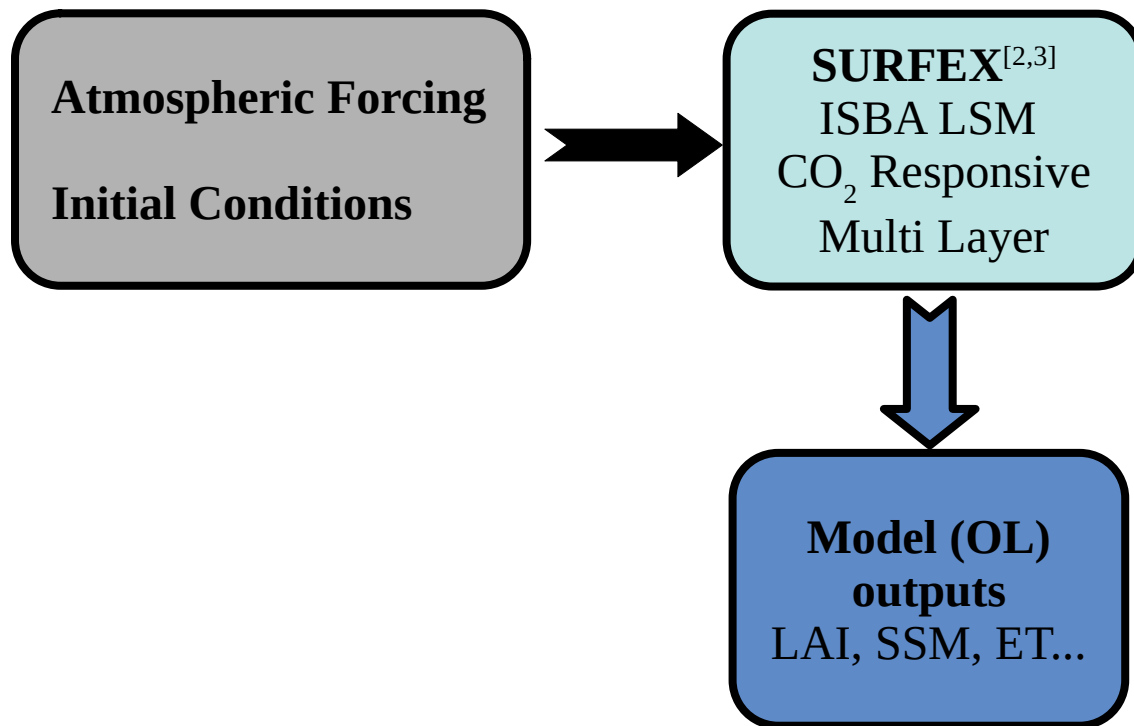 Atmospheric Forcing
Initial Conditions
SURFEX[2,3]
ISBA LSM
CO2 Responsive
Multi Layer
Model (OL)
outputs
LAI, SSM, ET...